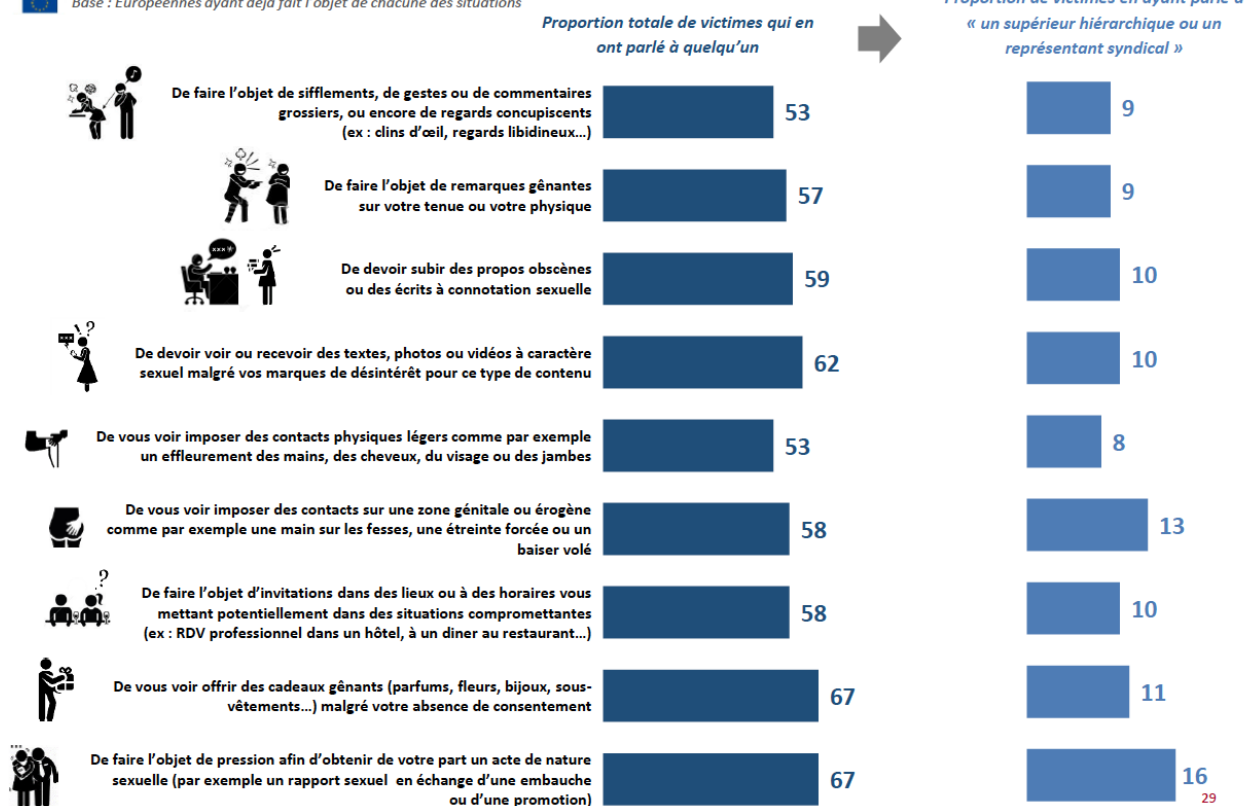 Base : Européennes ayant déjà fait l'objet de chacune des situations
Proportion totale de victimes qui en
ont parlé à quelqu'un
Proportion de victimes en ayant parlé à
« un supérieur hiérarchique ou un
représentant syndical »
De faire l'objet de sifflements, de gestes ou de commentaires
grossiers, ou encore de regards concupiscents
(ex : clins d'œil, regards libidineux...)
53
9
De faire l'objet de remarques gênantes
sur votre tenue ou votre physique
57
9
De devoir subir des propos obscènes
ou des écrits à connotation sexuelle
59
10
De devoir voir ou recevoir des textes, photos ou vidéos à caractère
sexuel malgré vos marques de désintérêt pour ce type de contenu
62
10
De vous voir imposer des contacts physiques légers comme par exemple
un effleurement des mains, des cheveux, du visage ou des jambes
53
8
De vous voir imposer des contacts sur une zone génitale ou érogène
comme par exemple une main sur les fesses, une étreinte forcée ou un
baiser volé
58
13
De faire l'objet d'invitations dans des lieux ou à des horaires vous
mettant potentiellement dans des situations compromettantes
(ex : RDV professionnel dans un hôtel, à un diner au restaurant...)
58
10
De vous voir offrir des cadeaux gênants (parfums, fleurs, bijoux, sous-
vêtements...) malgré votre absence de consentement
67
11
De faire l'objet de pression afin d'obtenir de votre part un acte de nature
sexuelle (par exemple un rapport sexuel en échange d'une embauche
ou d'une promotion)
67
16
29